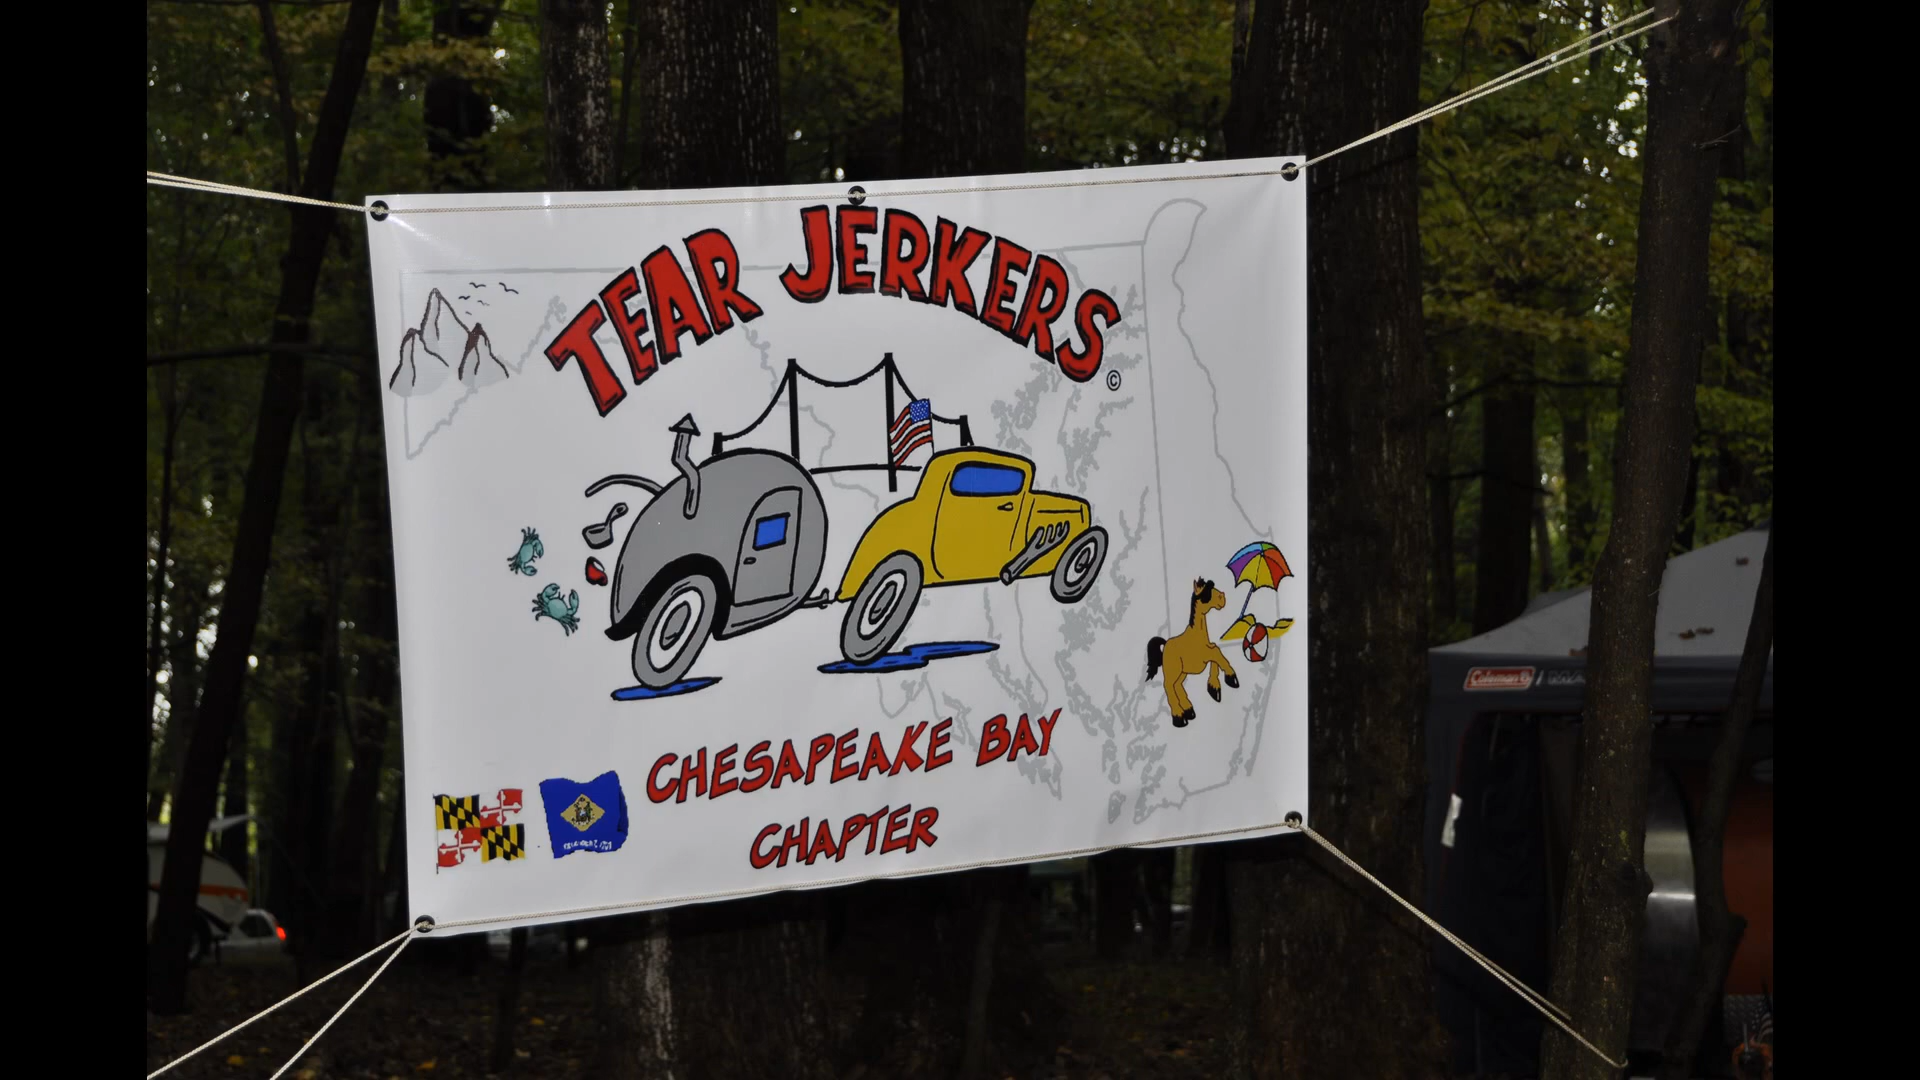 TEAR JERKERS
©
CHESAPEAKE BAY
CHAPTER
Coleman